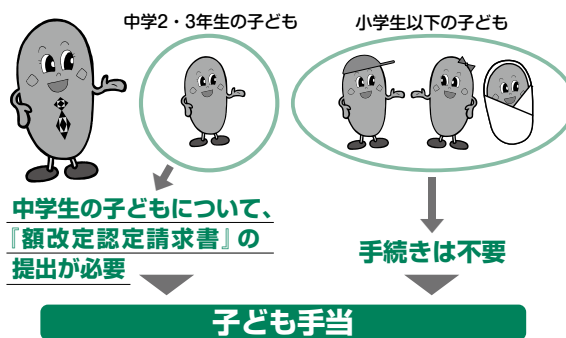 中学2・3年生の子ども
小学生以下の子ども
中学生の子どもについて、
『額改定認定請求書』の
提出が必要
手続きは不要
子ども手当